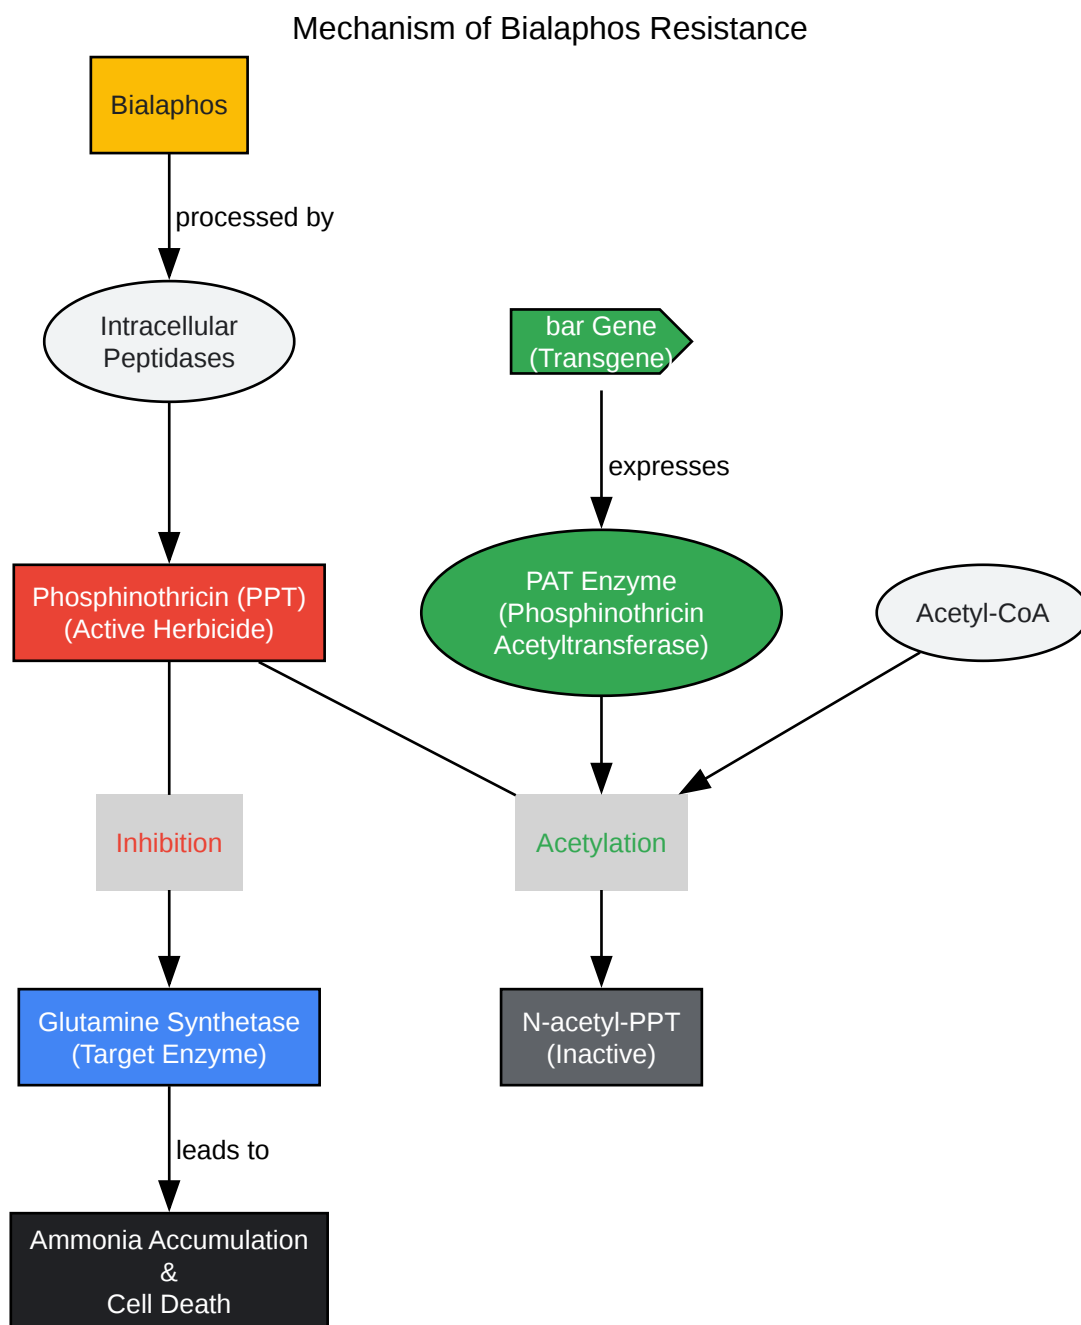 Mechanism of Bialaphos Resistance
Bialaphos
processed by
Intracellular
Peptidases
bar Gene
(Transgene)
expresses
Phosphinothricin (PPT)
(Active Herbicide)
PAT Enzyme
(Phosphinothricin
Acetyltransferase)
Acetyl-CoA
Inhibition
Acetylation
Glutamine Synthetase
(Target Enzyme)
N-acetyl-PPT
(Inactive)
leads to
Ammonia Accumulation
&
Cell Death